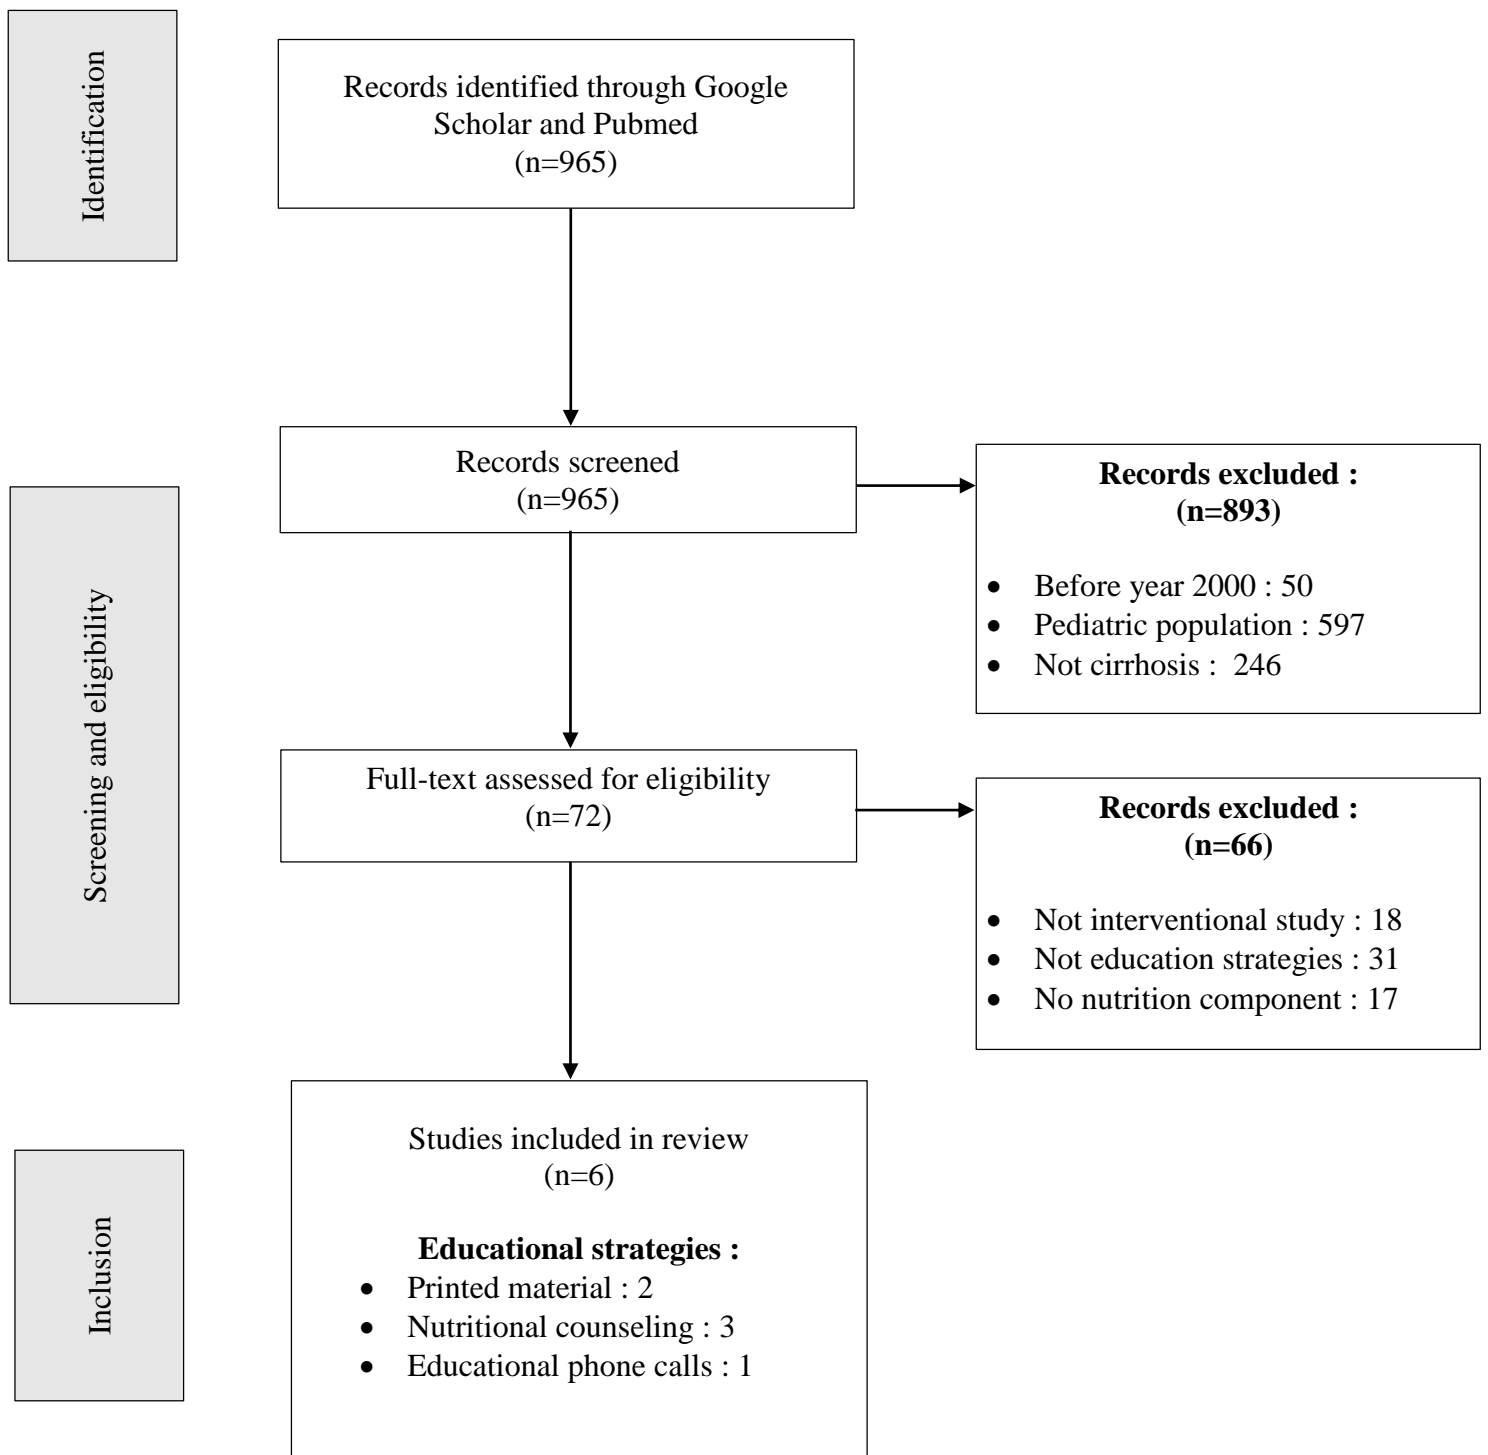 Identification
Records identified through Google
Scholar and Pubmed
(n=965)
Screening and eligibility
Records screened
(n=965)
Records excluded :
(n=893)
• Before year 2000 : 50
• Pediatric population : 597
• Not cirrhosis :  246
Full-text assessed for eligibility
(n=72)
Records excluded :
(n=66)
• Not interventional study : 18
• Not education strategies : 31
• No nutrition component : 17
Inclusion
Studies included in review
(n=6)
Educational strategies :
• Printed material : 2
• Nutritional counseling : 3
• Educational phone calls : 1